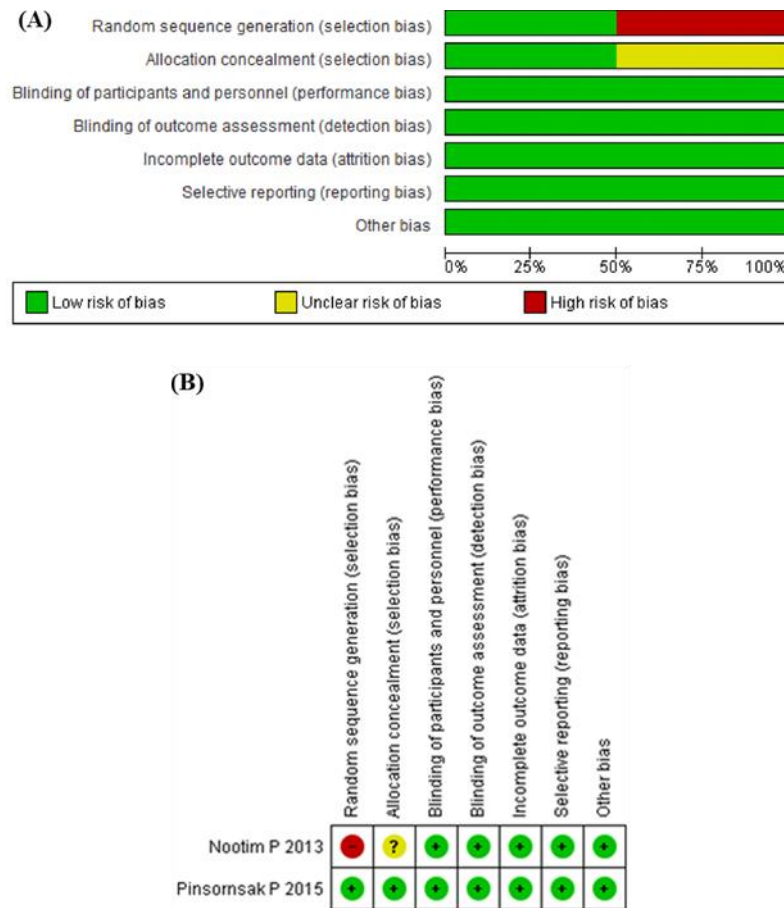 (A)
Random sequence generation (selection bias)
Allocation concealment (selection bias)
Blinding of participants and personnel (performance bias)
Blinding of outcome assessment (detection bias)
Incomplete outcome data (attrition bias)
Selective reporting (reporting bias)
Other bias
0% 25% 50% 75% 100%
Low risk of bias Unclear risk of bias High risk of bias
(B)
Random sequence generation (selection bias)
Allocation concealment (selection bias)
Blinding of participants and personnel (performance bias)
Blinding of outcome assessment (detection bias)
Incomplete outcome data (attrition bias)
Selective reporting (reporting bias)
Other bias
Nootim P 2013 - ? + + + + +
Pinsornsak P 2015 + + + + + + +